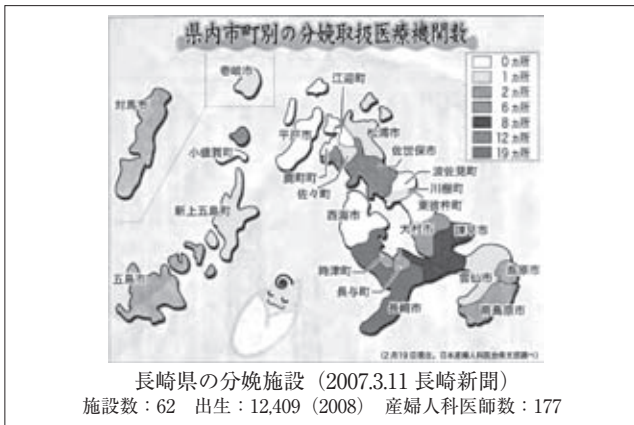 県内市町別の分娩取扱医療機関数
0ヵ所
1ヵ所
2ヵ所
6ヵ所
8ヵ所
12ヵ所
19ヵ所
壱岐市
対馬市
江迎町
平戸市
松浦市
小値賀町
鹿町町
佐々町
佐世保市
波佐見町
川棚町
東彼杵町
新上五島町
西海市
大村市
諫早市
五島市
時津町
長与町
長崎市
雲仙市
島原市
南島原市
長崎県の分娩施設（2007.3.11 長崎新聞）
施設数：62 出生：12,409（2008） 産婦人科医師数：177